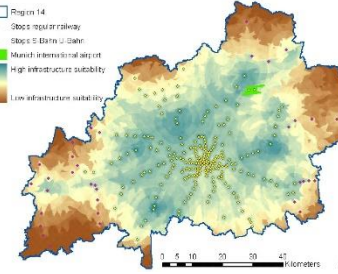 Region 14
Stops regular railway
Stops S-Bahn U-Bahn
Munich international airport
High infrastructure suitability
Low infrastructure suitability
0 5 10 20 30 40
Kilometers